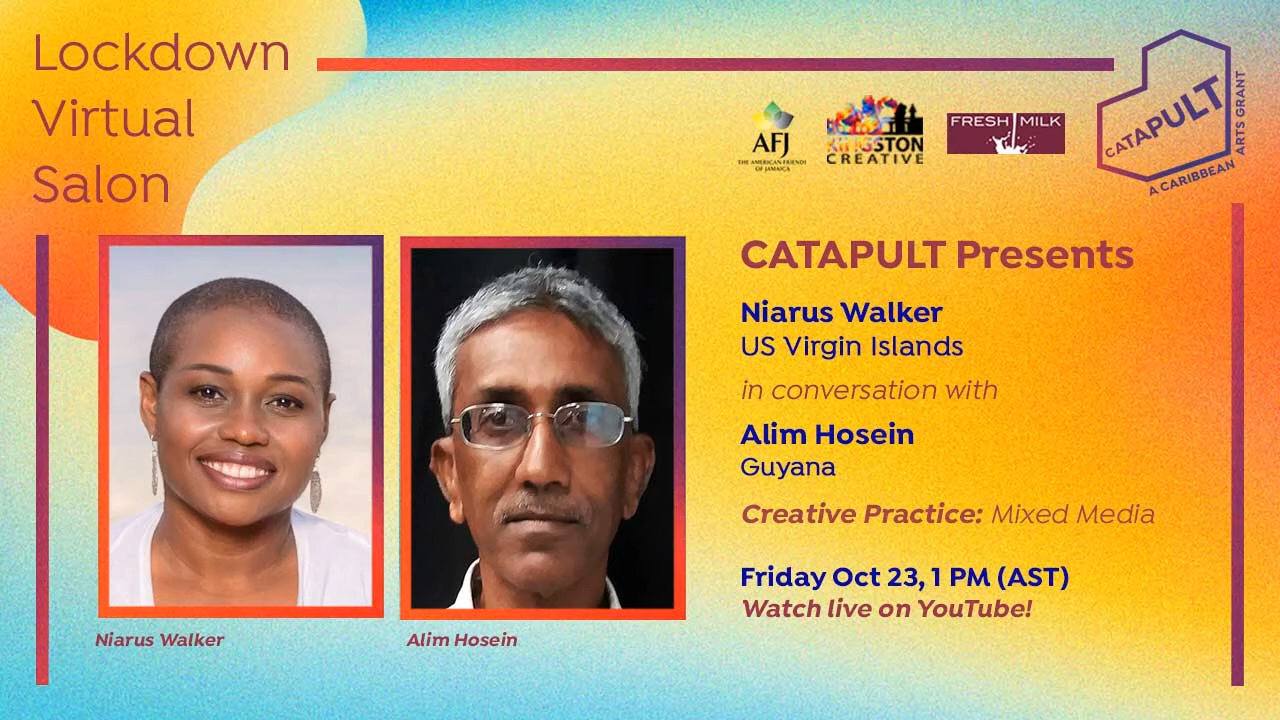 Lockdown
Virtual
Salon
AFJ
THE AMERICAN FRIENDS
OF JAMAICA
KINGSTON
CREATIVE
FRESH MILK
CATAPULT
A CARIBBEAN
ARTS GRANT
CATAPULT Presents
Niarus Walker
US Virgin Islands
in conversation with
Alim Hosein
Guyana
Creative Practice: Mixed Media
Friday Oct 23, 1 PM (AST)
Watch live on YouTube!
Niarus Walker
Alim Hosein